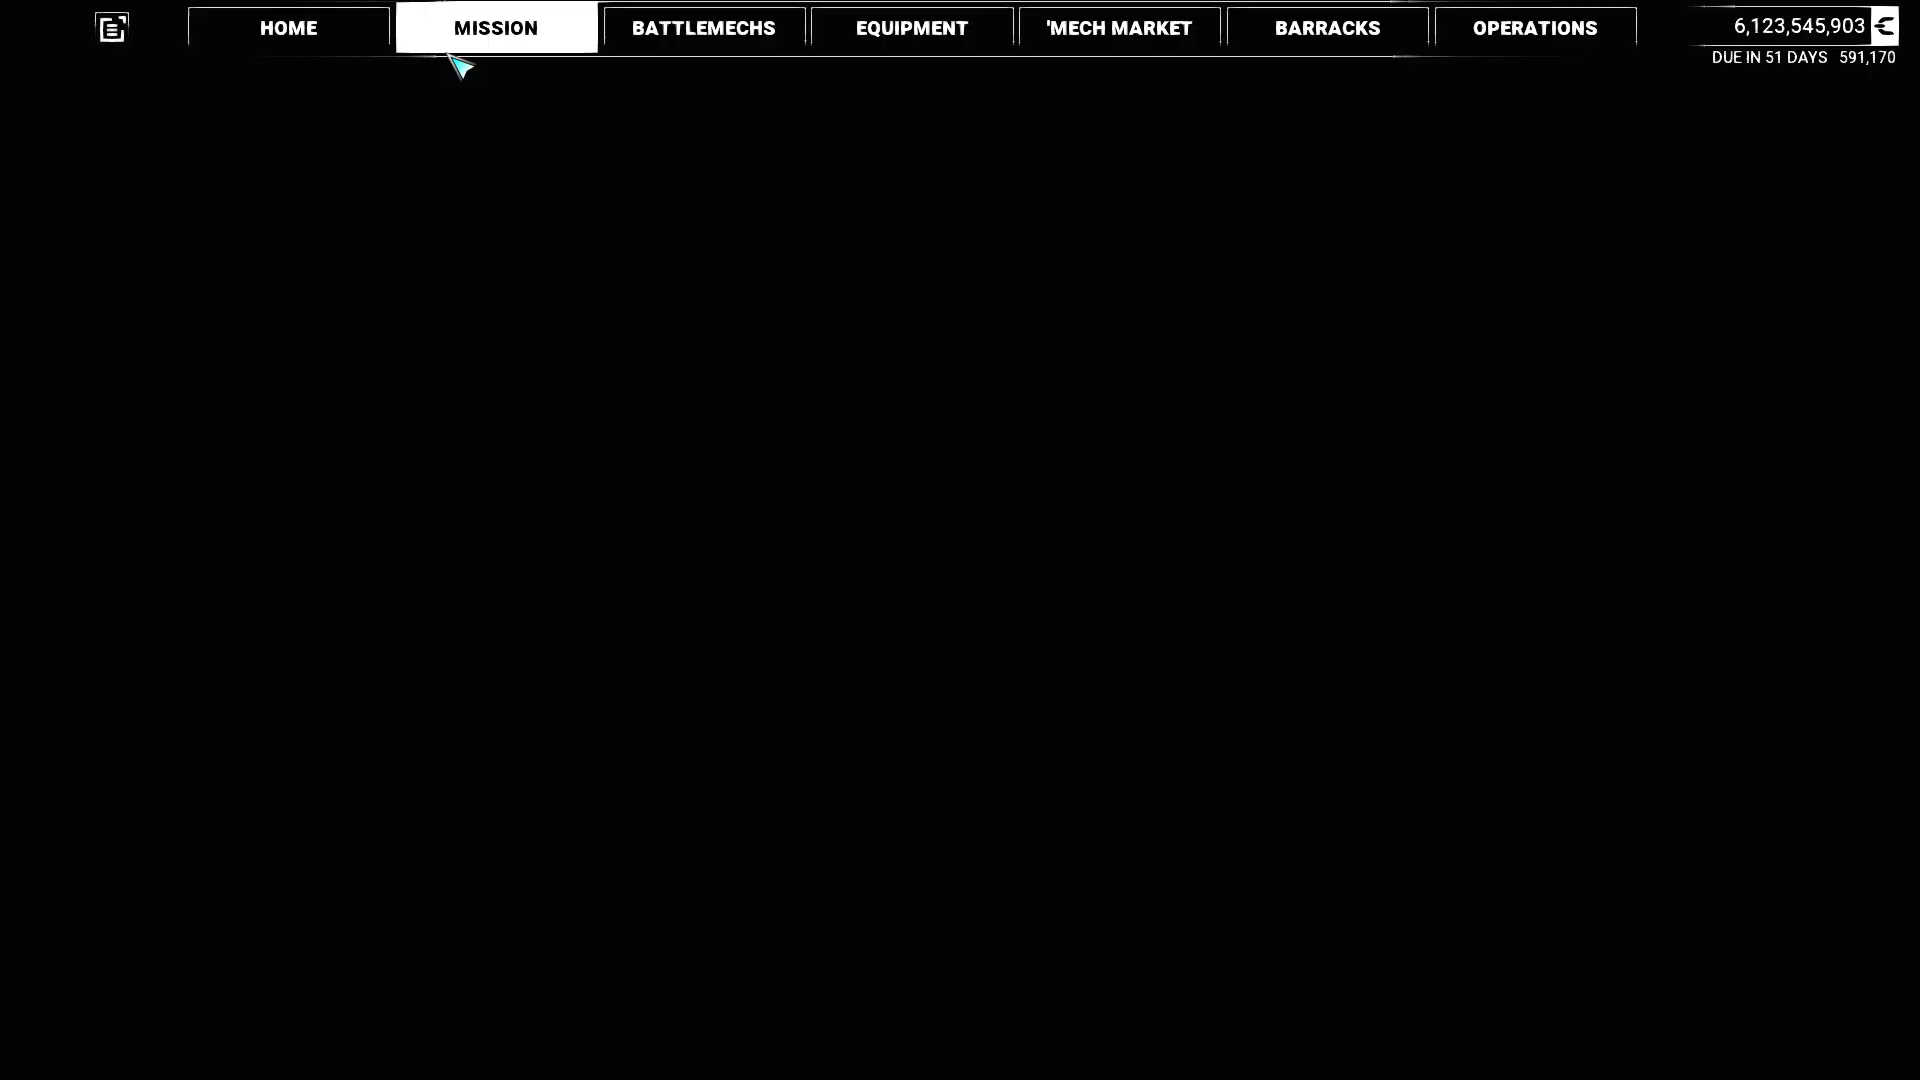 HOME MISSION BATTLEMECHS EQUIPMENT 'MECH MARKET BARRACKS OPERATIONS 6,123,545,903
DUE IN 51 DAYS 591,170